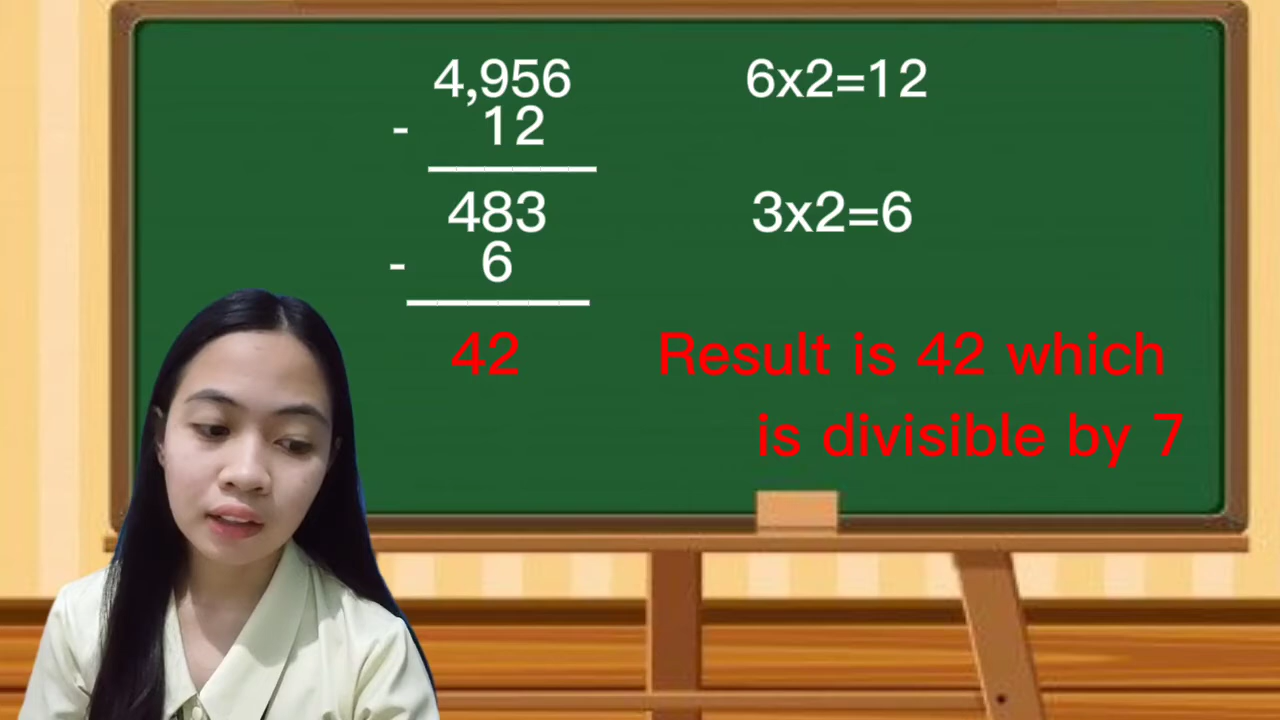 4,956
6x2=12
- 12
483
3x2=6
- 6
42
Result is 42 which
is divisible by 7